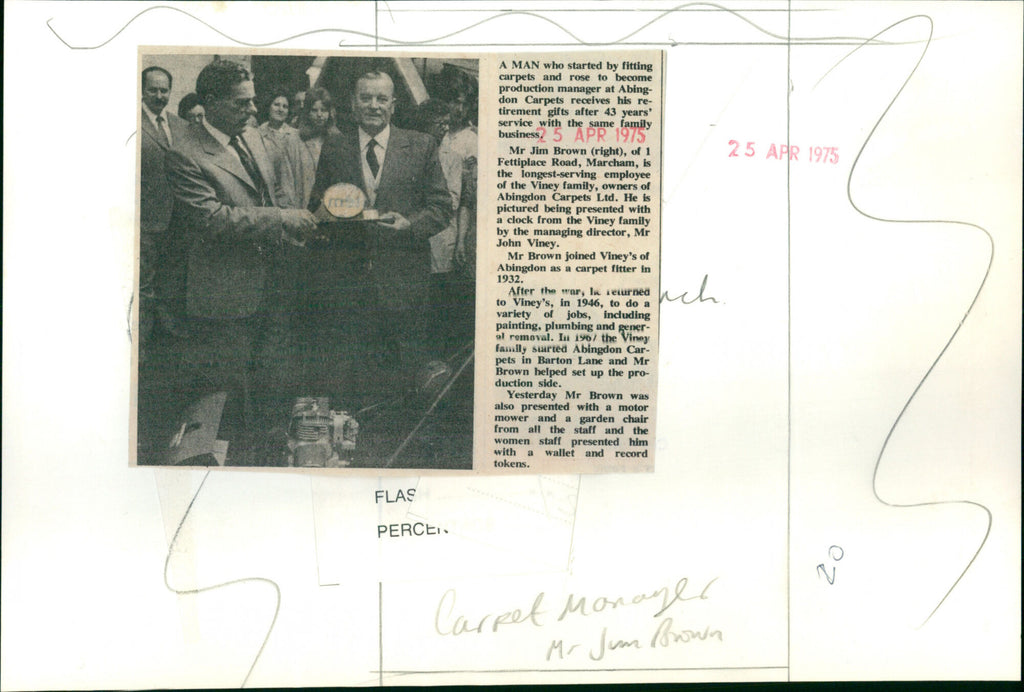 A MAN who started by fitting
carpets and rose to become
production manager at Abing-
don Carpets receives his re-
tirement gifts after 43 years'
service with the same family
business.
25 APR 1975
25 APR 1975
Mr Jim Brown (right), of 1
Fettiplace Road, Marcham, is
the longest-serving employee
of the Viney family, owners of
Abingdon Carpets Ltd. He is
pictured being presented with
a clock from the Viney family
by the managing director, Mr
John Viney.
Mr Brown joined Viney's of
Abingdon as a carpet fitter in
1932.
After the war, he returned
to Viney's, in 1946, to do a
variety of jobs, including
painting, plumbing and gener-
al removal. In 1967 the Viney
family started Abingdon Car-
pets in Barton Lane and Mr
Brown helped set up the pro-
duction side.
Yesterday Mr Brown was
also presented with a motor
mower and a garden chair
from all the staff and the
women staff presented him
with a wallet and record
tokens.
FLAS
PERCE
20
Carpet Manager
Mr Jim Brown